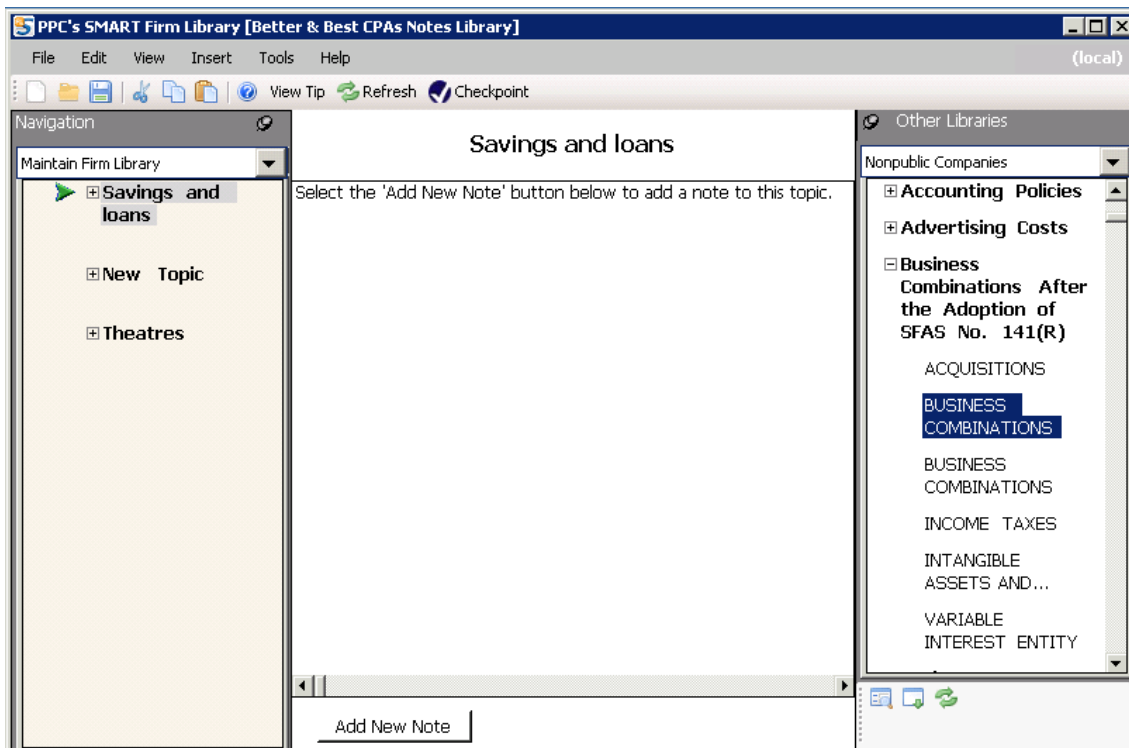 PPC's SMART Firm Library [Better & Best CPAs Notes Library]
File Edit View Insert Tools Help (local)
View Tip Refresh Checkpoint
Navigation
Maintain Firm Library
Savings and
loans
New Topic
Theatres
Savings and loans
Select the 'Add New Note' button below to add a note to this topic.
Add New Note
Other Libraries
Nonpublic Companies
Accounting Policies
Advertising Costs
Business
Combinations After
the Adoption of
SFAS No. 141(R)
ACQUISITIONS
BUSINESS
COMBINATIONS
BUSINESS
COMBINATIONS
INCOME TAXES
INTANGIBLE
ASSETS AND...
VARIABLE
INTEREST ENTITY